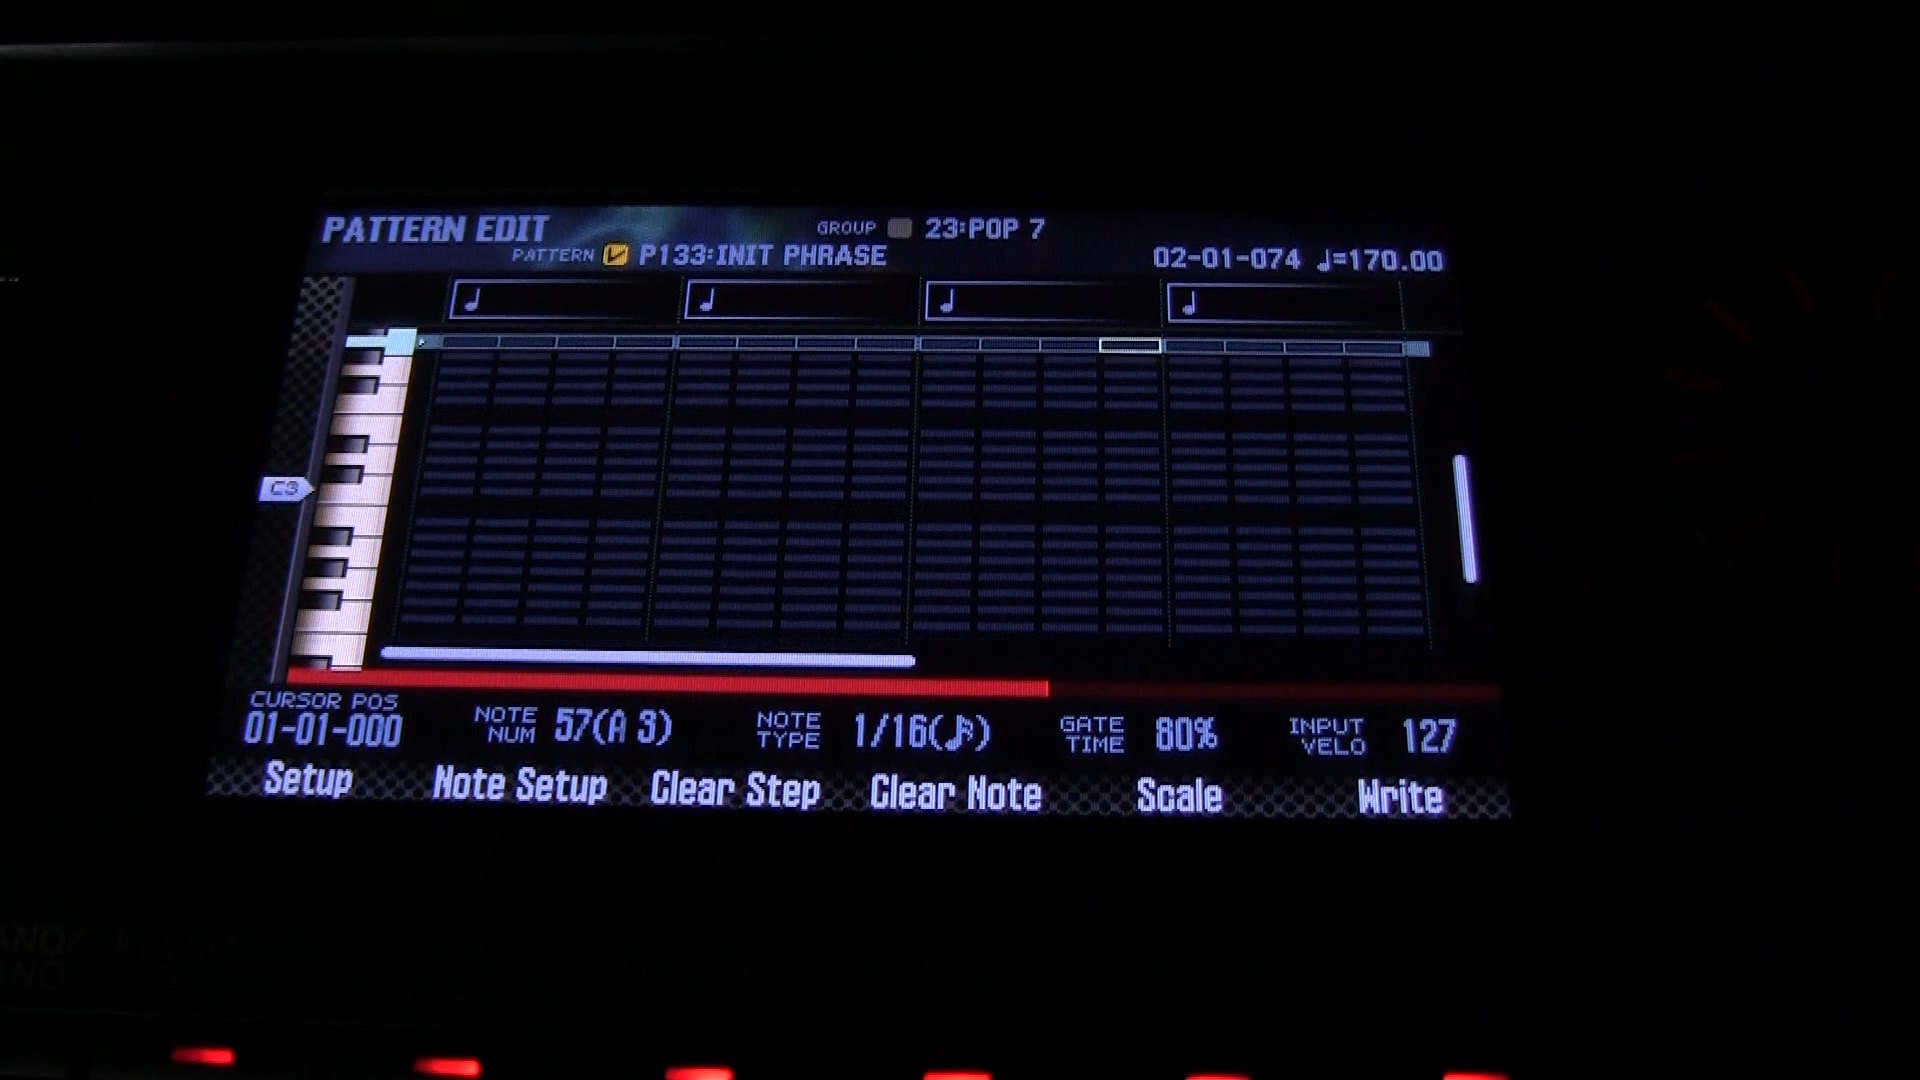 PATTERN EDIT
GROUP 23:POP 7
PATTERN P133:INIT PHRASE
02-01-074 ♩=170.00
C3
CURSOR POS
01-01-000
NOTE NUM 57(A 3)
NOTE TYPE 1/16(♬)
GATE TIME 80%
INPUT VELO 127
Setup Note Setup Clear Step Clear Note Scale Write